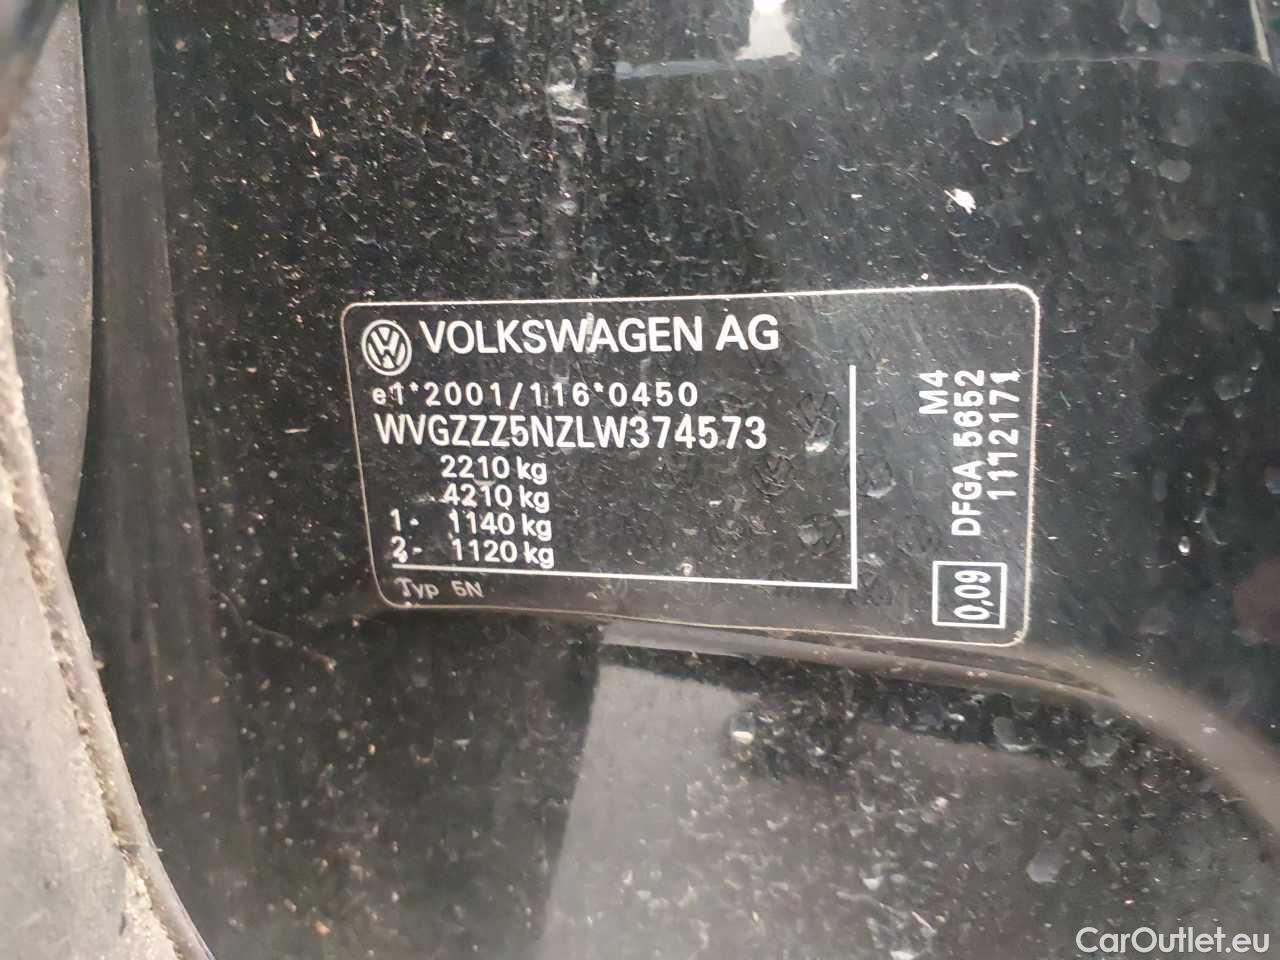 VOLKSWAGEN AG
e1*2001/116*0450
WVGZZZ5NZLW374573
2210 kg
4210 kg
1- 1140 kg
2- 1120 kg
Typ 5N
M4
DFGA 5652
1112171
0,09
CarOutlet.eu